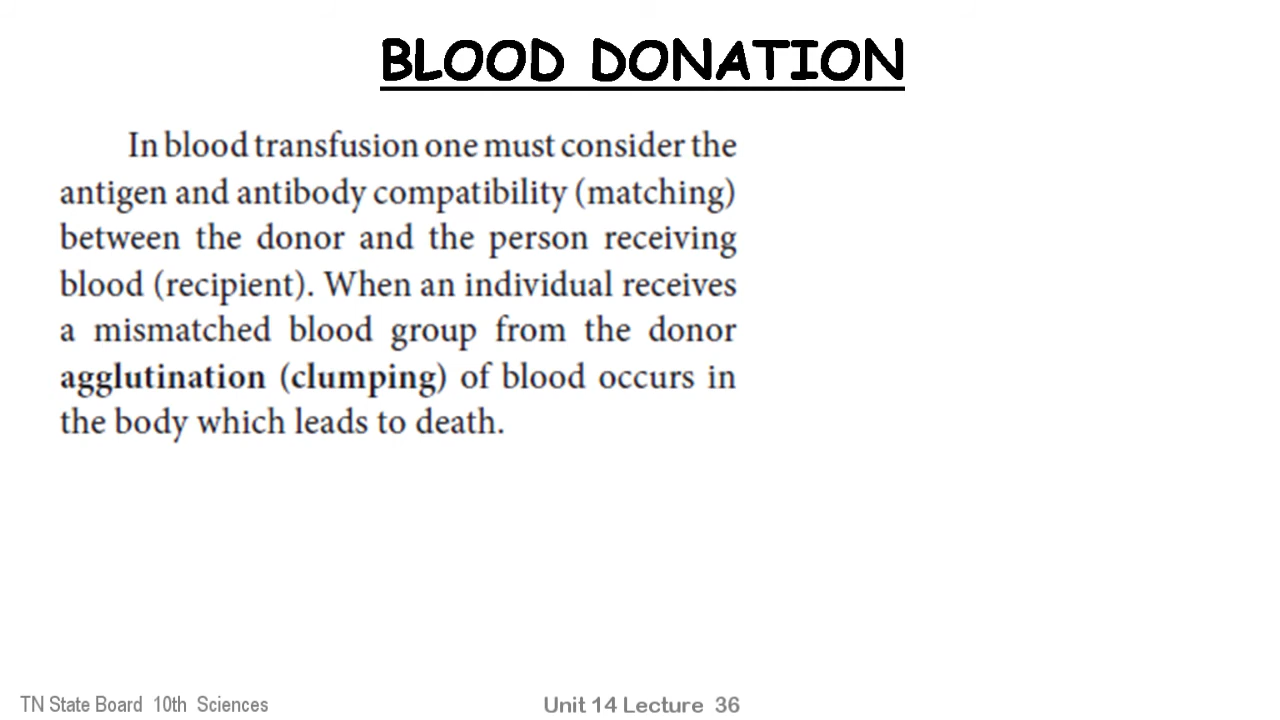 BLOOD DONATION
In blood transfusion one must consider the
antigen and antibody compatibility (matching)
between the donor and the person receiving
blood (recipient). When an individual receives
a mismatched blood group from the donor
agglutination (clumping) of blood occurs in
the body which leads to death.
TN State Board 10th Sciences
Unit 14 Lecture 36